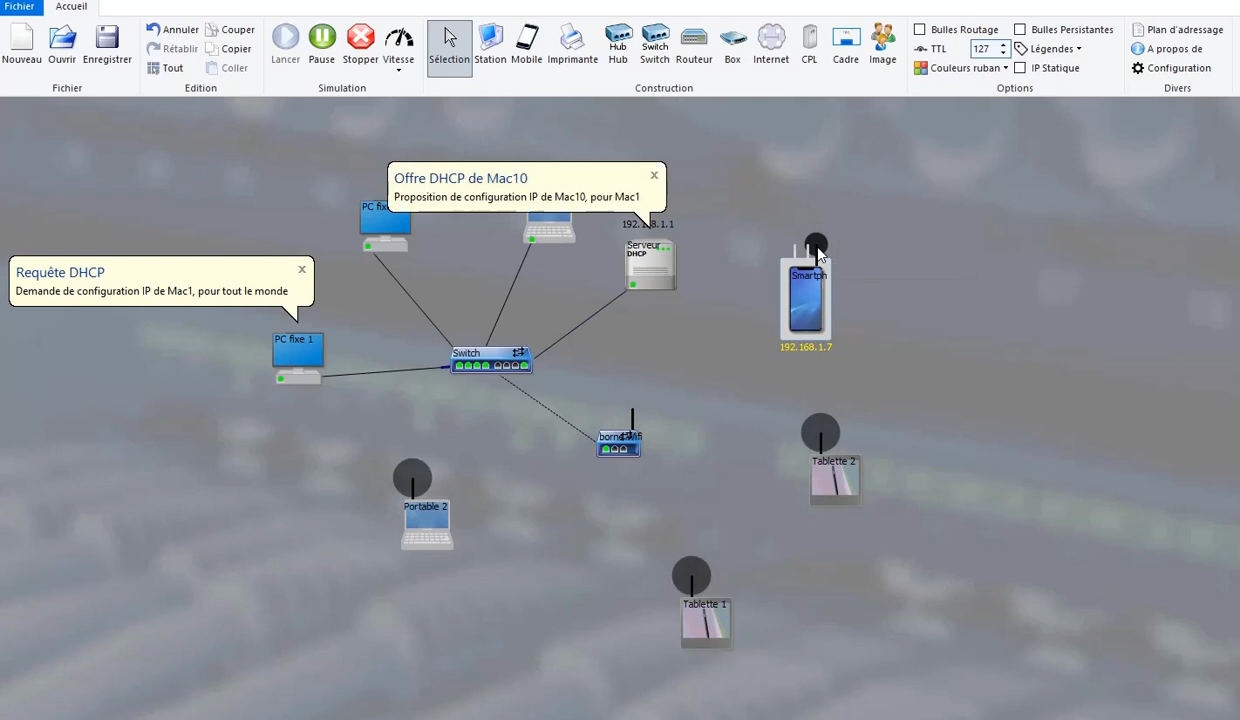 Fichier
Accueil
Nouveau
Ouvrir
Enregistrer
Fichier
Annuler
Couper
Rétablir
Copier
Tout
Coller
Edition
Lancer
Pause
Stopper
Vitesse
Simulation
Sélection
Station
Mobile
Imprimante
Hub
Hub
Switch
Switch
Routeur
Box
Internet
CPL
Cadre
Image
Construction
Bulles Routage
Bulles Persistantes
TTL
127
Légendes
Couleurs ruban
IP Statique
Options
Plan d'adressage
A propos de
Configuration
Divers
Offre DHCP de Mac10
x
Proposition de configuration IP de Mac10, pour Mac1
PC fixe
Serveur
DHCP
Requête DHCP
x
Demande de configuration IP de Mac1, pour tout le monde
192.168.1.7
PC fixe 1
Switch
Tablette 2
Portable 2
Tablette 1